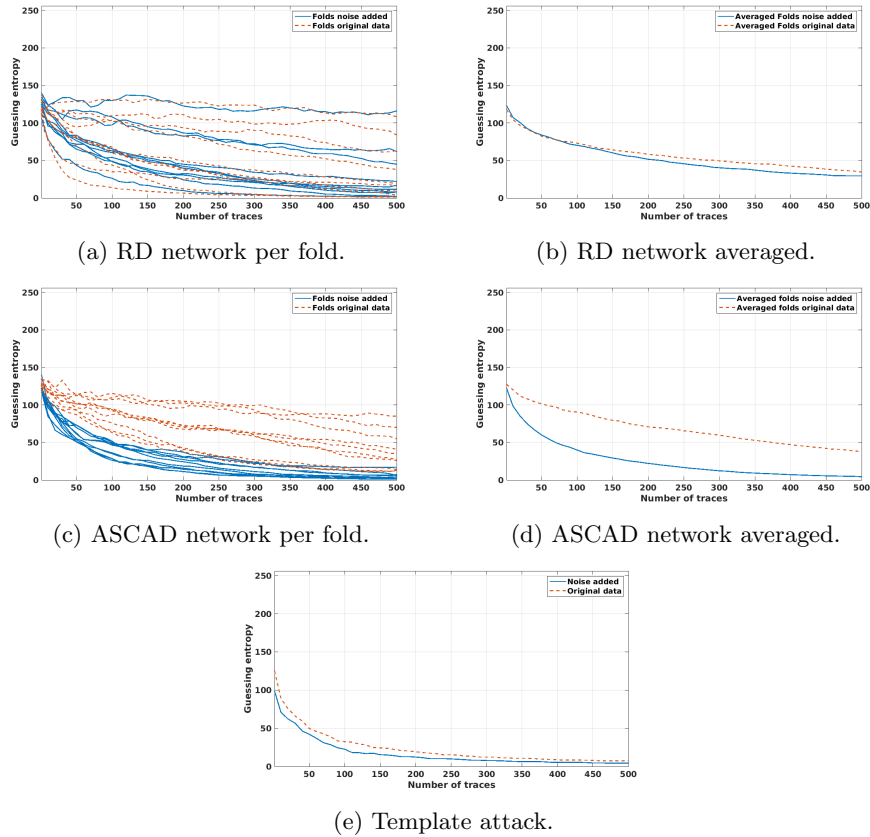 250
200
150
100
50
0
Guessing entropy
Folds noise added
Folds original data
50 100 150 200 250 300 350 400 450 500
Number of traces
(a) RD network per fold.
250
200
150
100
50
0
Guessing entropy
Averaged Folds noise added
Averaged Folds original data
50 100 150 200 250 300 350 400 450 500
Number of traces
(b) RD network averaged.
250
200
150
100
50
0
Guessing entropy
Folds noise added
Folds original data
50 100 150 200 250 300 350 400 450 500
Number of traces
(c) ASCAD network per fold.
250
200
150
100
50
0
Guessing entropy
Averaged folds noise added
Averaged folds original data
50 100 150 200 250 300 350 400 450 500
Number of traces
(d) ASCAD network averaged.
250
200
150
100
50
0
Guessing entropy
Noise added
Original data
50 100 150 200 250 300 350 400 450 500
Number of traces
(e) Template attack.